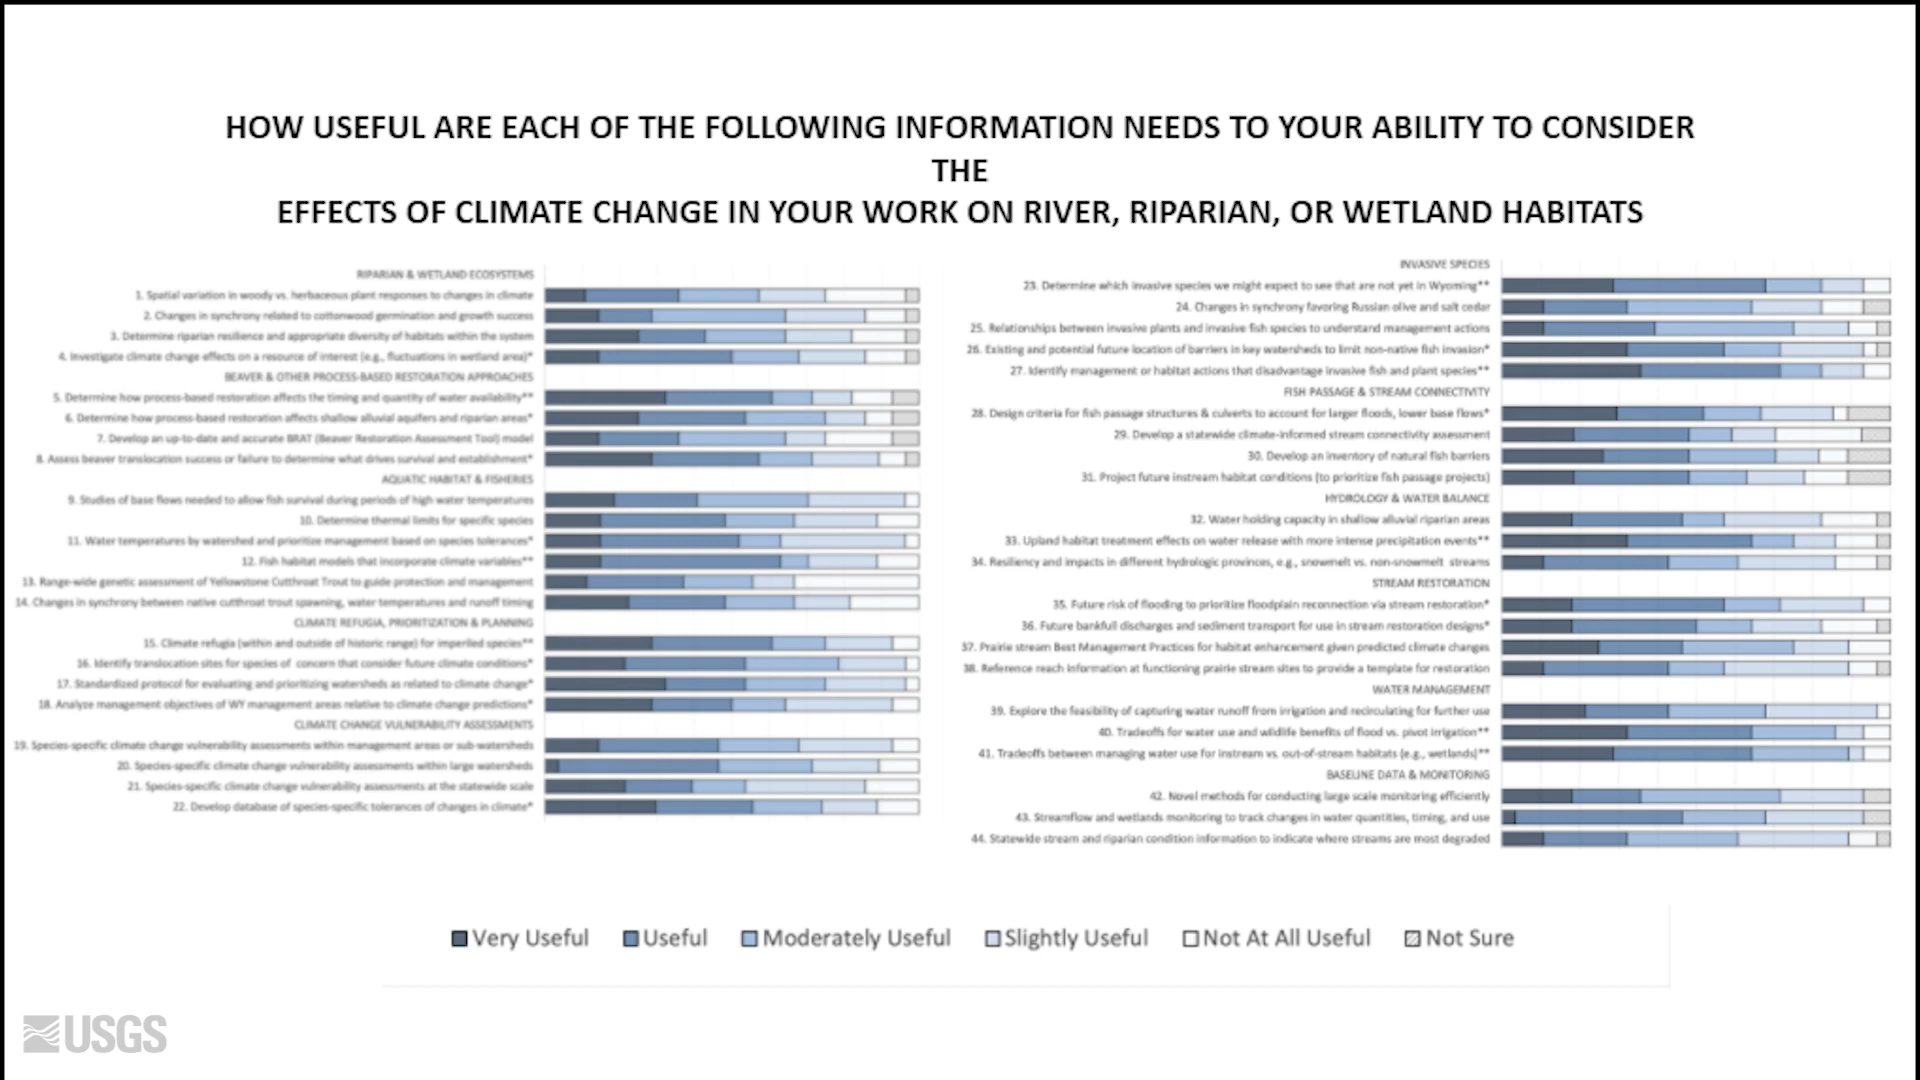 HOW USEFUL ARE EACH OF THE FOLLOWING INFORMATION NEEDS TO YOUR ABILITY TO CONSIDER
THE
EFFECTS OF CLIMATE CHANGE IN YOUR WORK ON RIVER, RIPARIAN, OR WETLAND HABITATS
RIPARIAN & WETLAND ECOSYSTEMS
1. Spatial variation in woody vs. herbaceous plant responses to changes in climate
2. Changes in synchrony related to cottonwood germination and growth success
3. Determine riparian resilience and appropriate diversity of habitats within the system
4. Investigate climate change effects on a resource of interest (e.g., fluctuations in wetland area)*
BEAVER & OTHER PROCESS-BASED RESTORATION APPROACHES
5. Determine how process-based restoration affects the timing and quantity of water availability**
6. Determine how process-based restoration affects shallow alluvial aquifers and riparian areas*
7. Develop an up-to-date and accurate BRAT (Beaver Restoration Assessment Tool) model
8. Assess beaver translocation success or failure to determine what drives survival and establishment*
AQUATIC HABITAT & FISHERIES
9. Studies of base flows needed to allow fish survival during periods of high water temperatures
10. Determine thermal limits for specific species
11. Water temperatures by watershed and prioritize management based on species tolerances*
12. Fish habitat models that incorporate climate variables**
13. Range-wide genetic assessment of Yellowstone Cutthroat Trout to guide protection and management
14. Changes in synchrony between native cutthroat trout spawning, water temperatures and runoff timing
CLIMATE REFUGIA, PRIORITIZATION & PLANNING
15. Climate refugia (within and outside of historic range) for imperiled species**
16. Identify translocation sites for species of concern that consider future climate conditions*
17. Standardized protocol for evaluating and prioritizing watersheds as related to climate change*
18. Analyze management objectives of WY management areas relative to climate change predictions*
CLIMATE CHANGE VULNERABILITY ASSESSMENTS
19. Species-specific climate change vulnerability assessments within management areas or sub-watersheds
20. Species-specific climate change vulnerability assessments within large watersheds
21. Species-specific climate change vulnerability assessments at the statewide scale
22. Develop database of species-specific tolerances of changes in climate*
INVASIVE SPECIES
23. Determine which invasive species we might expect to see that are not yet in Wyoming**
24. Changes in synchrony favoring Russian olive and salt cedar
25. Relationships between invasive plants and invasive fish species to understand management actions
26. Existing and potential future location of barriers in key watersheds to limit non-native fish invasion*
27. Identify management or habitat actions that disadvantage invasive fish and plant species**
FISH PASSAGE & STREAM CONNECTIVITY
28. Design criteria for fish passage structures & culverts to account for larger floods, lower base flows*
29. Develop a statewide climate-informed stream connectivity assessment
30. Develop an inventory of natural fish barriers
31. Project future instream habitat conditions (to prioritize fish passage projects)
HYDROLOGY & WATER BALANCE
32. Water holding capacity in shallow alluvial riparian areas
33. Upland habitat treatment effects on water release with more intense precipitation events**
34. Resiliency and impacts in different hydrologic provinces, e.g., snowmelt vs. non-snowmelt streams
STREAM RESTORATION
35. Future risk of flooding to prioritize floodplain reconnection via stream restoration*
36. Future bankfull discharges and sediment transport for use in stream restoration designs*
37. Prairie stream Best Management Practices for habitat enhancement given predicted climate changes
38. Reference reach information at functioning prairie stream sites to provide a template for restoration
WATER MANAGEMENT
39. Explore the feasibility of capturing water runoff from irrigation and recirculating for further use
40. Tradeoffs for water use and wildlife benefits of flood vs. pivot irrigation**
41. Tradeoffs between managing water use for instream vs. out-of-stream habitats (e.g., wetlands)**
BASELINE DATA & MONITORING
42. Novel methods for conducting large scale monitoring efficiently
43. Streamflow and wetlands monitoring to track changes in water quantities, timing, and use
44. Statewide stream and riparian condition information to indicate where streams are most degraded
Very Useful Useful Moderately Useful Slightly Useful Not At All Useful Not Sure
USGS